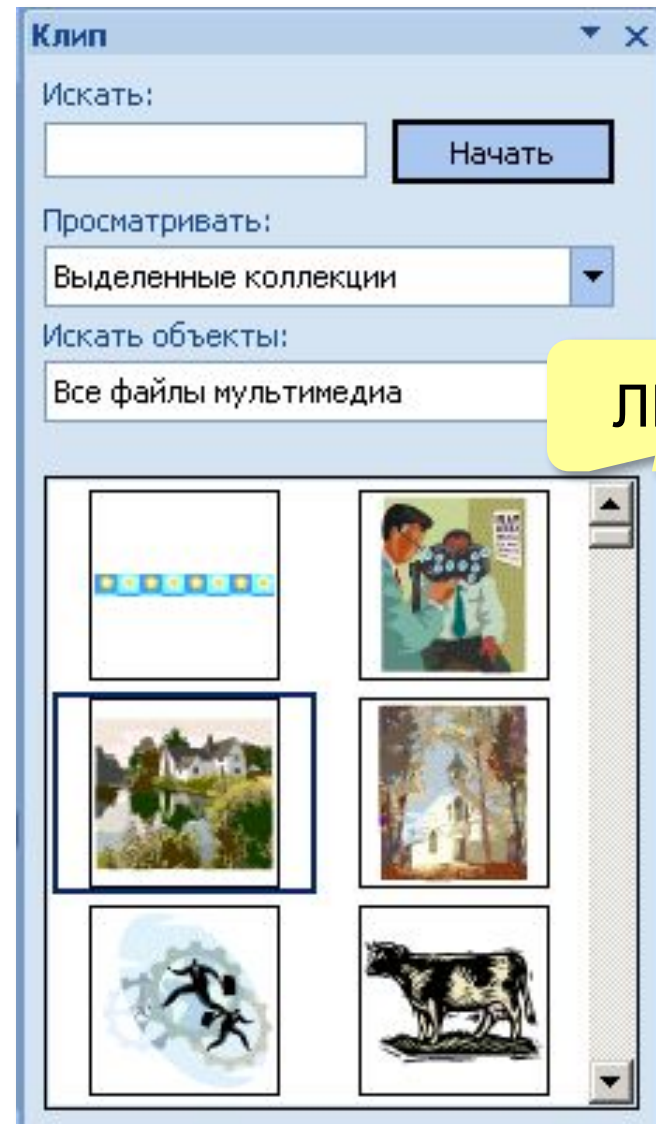 Клип
Искать:
Начать
Просматривать:
Выделенные коллекции
Искать объекты:
Все файлы мультимедиа